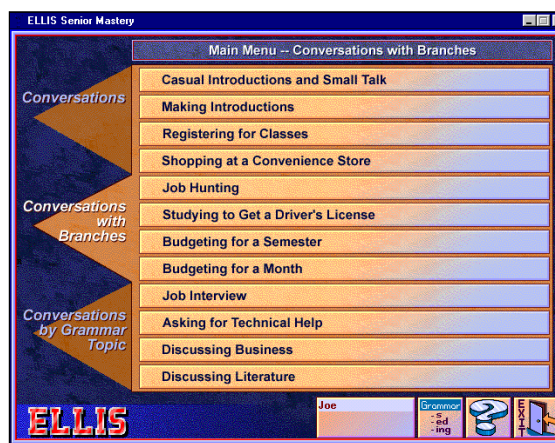 ELLIS Senior Mastery
Main Menu -- Conversations with Branches
Conversations
Conversations
with
Branches
Conversations
by Grammar
Topic
Casual Introductions and Small Talk
Making Introductions
Registering for Classes
Shopping at a Convenience Store
Job Hunting
Studying to Get a Driver's License
Budgeting for a Semester
Budgeting for a Month
Job Interview
Asking for Technical Help
Discussing Business
Discussing Literature
ELLIS
Joe
Grammar
-s
-ed
-ing
?
EXIT